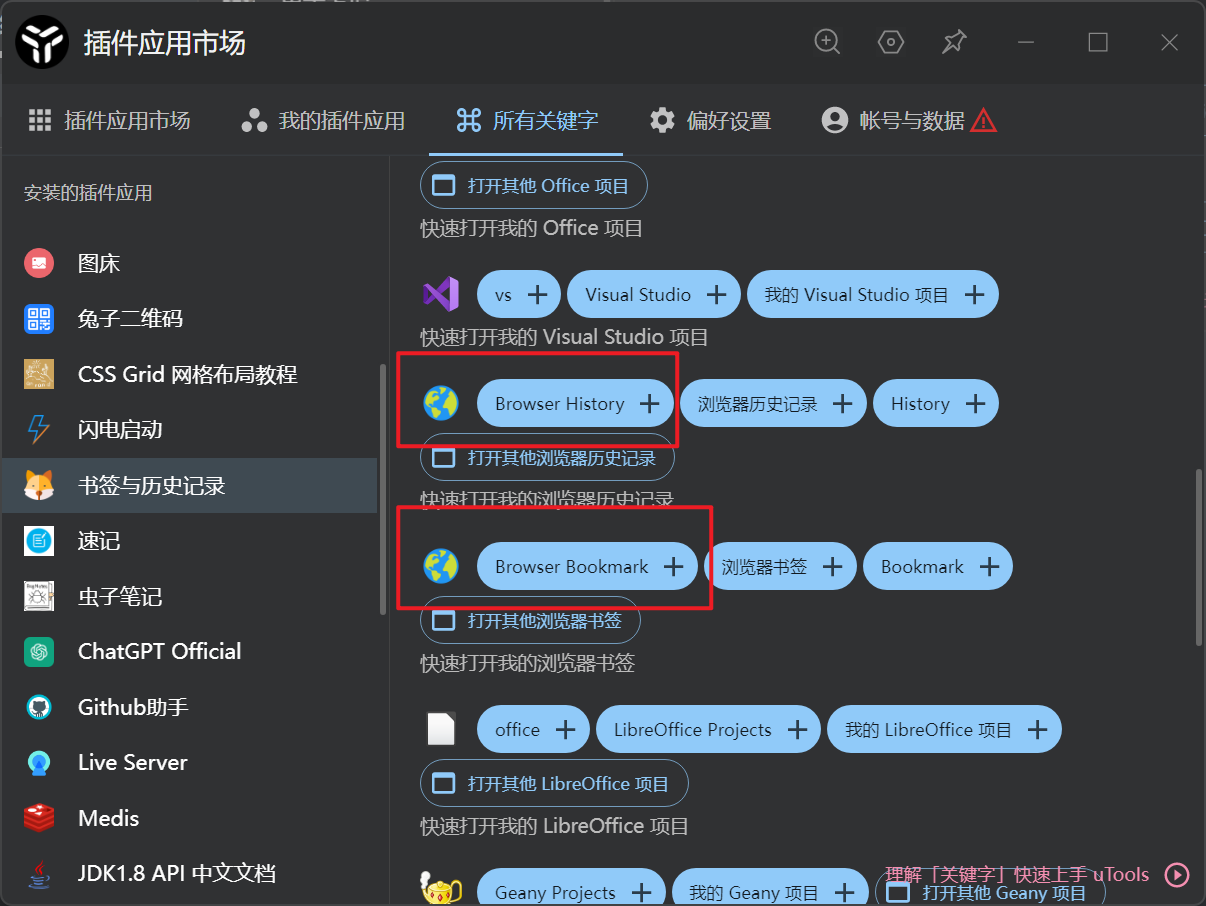 插件应用市场
插件应用市场 我的插件应用 所有关键字 偏好设置 帐号与数据
安装的插件应用
图床
兔子二维码
CSS Grid 网格布局教程
闪电启动
书签与历史记录
速记
虫子笔记
ChatGPT Official
Github助手
Live Server
Medis
JDK1.8 API 中文文档
打开其他 Office 项目
快速打开我的 Office 项目
vs Visual Studio 我的 Visual Studio 项目
快速打开我的 Visual Studio 项目
Browser History 浏览器历史记录 History
打开其他浏览器历史记录
快速打开我的浏览器历史记录
Browser Bookmark 浏览器书签 Bookmark
打开其他浏览器书签
快速打开我的浏览器书签
office LibreOffice Projects 我的 LibreOffice 项目
打开其他 LibreOffice 项目
快速打开我的 LibreOffice 项目
Geany Projects 我的 Geany 项目 打开其他 Geany 项目
理解「关键字」快速上手 uTools